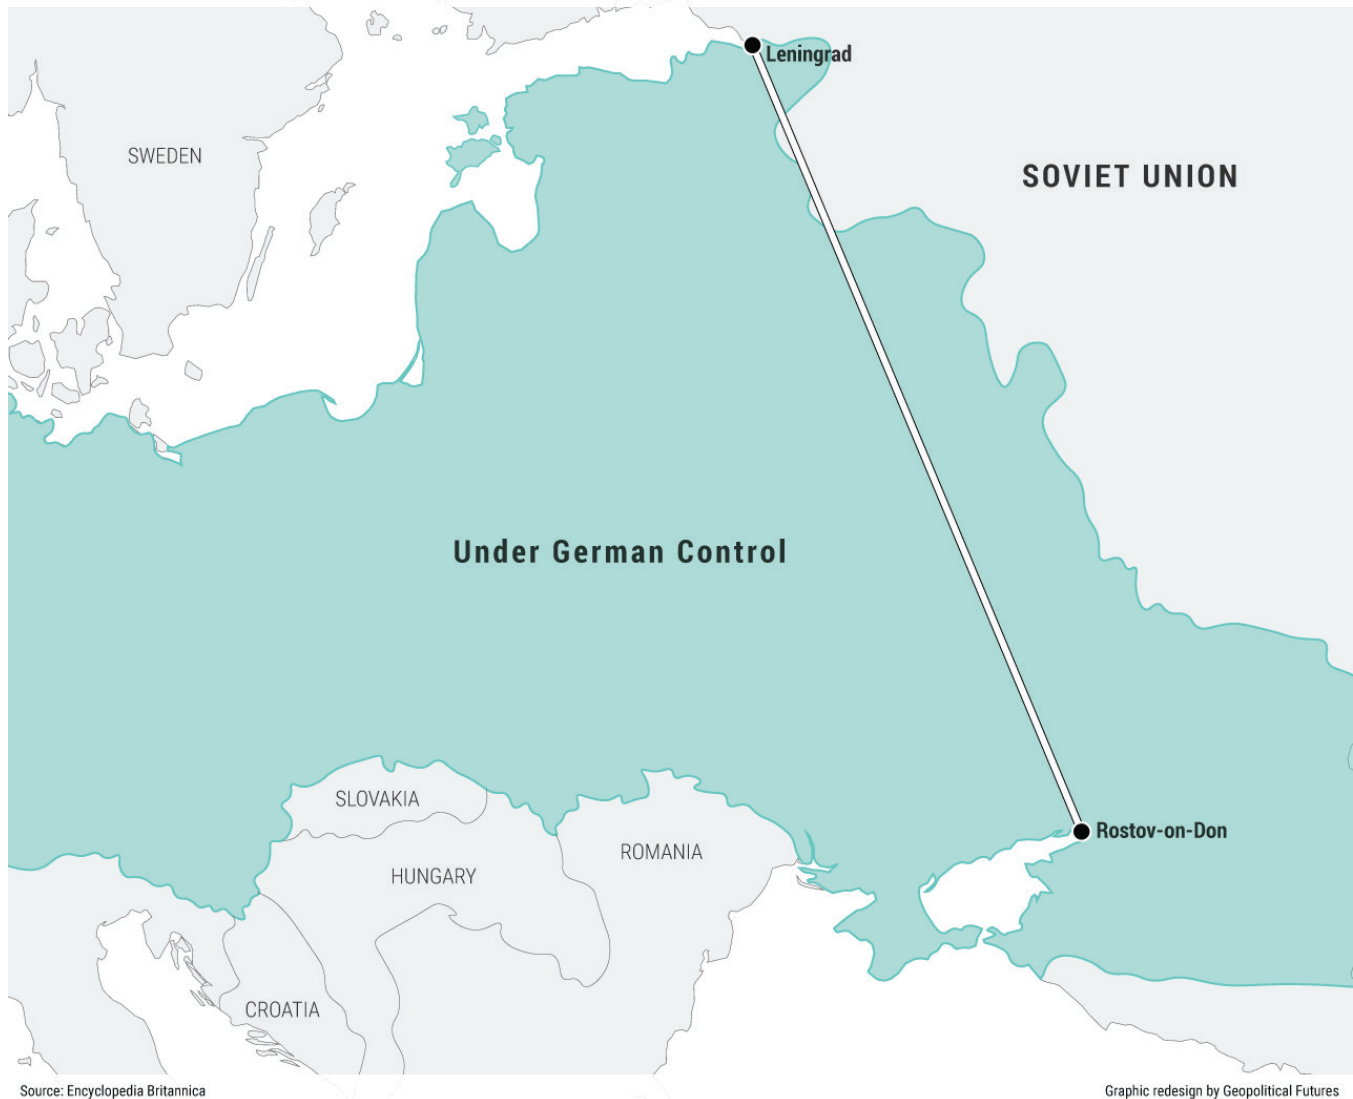 Leningrad
SWEDEN
SOVIET UNION
Under German Control
SLOVAKIA
Rostov-on-Don
ROMANIA
HUNGARY
CROATIA
Source: Encyclopedia Britannica
Graphic redesign by Geopolitical Futures